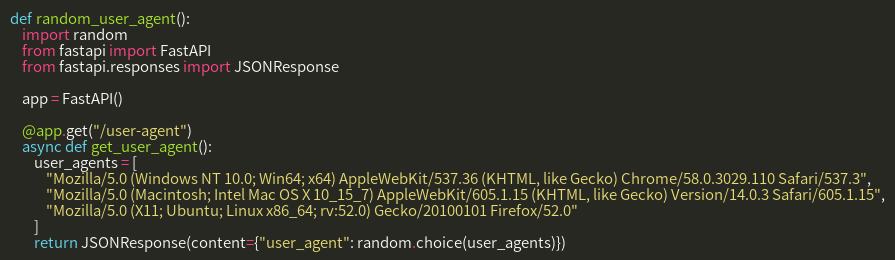 def random_user_agent():
    import random
    from fastapi import FastAPI
    from fastapi.responses import JSONResponse

    app = FastAPI()

    @app.get("/user-agent")
    async def get_user_agent():
        user_agents = [
            "Mozilla/5.0 (Windows NT 10.0; Win64; x64) AppleWebKit/537.36 (KHTML, like Gecko) Chrome/58.0.3029.110 Safari/537.3",
            "Mozilla/5.0 (Macintosh; Intel Mac OS X 10_15_7) AppleWebKit/605.1.15 (KHTML, like Gecko) Version/14.0.3 Safari/605.1.15",
            "Mozilla/5.0 (X11; Ubuntu; Linux x86_64; rv:52.0) Gecko/20100101 Firefox/52.0"
        ]
        return JSONResponse(content={"user_agent": random.choice(user_agents)})